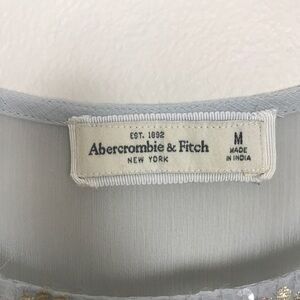 EST. 1892
Abercrombie & Fitch
NEW YORK
M
MADE
IN INDIA